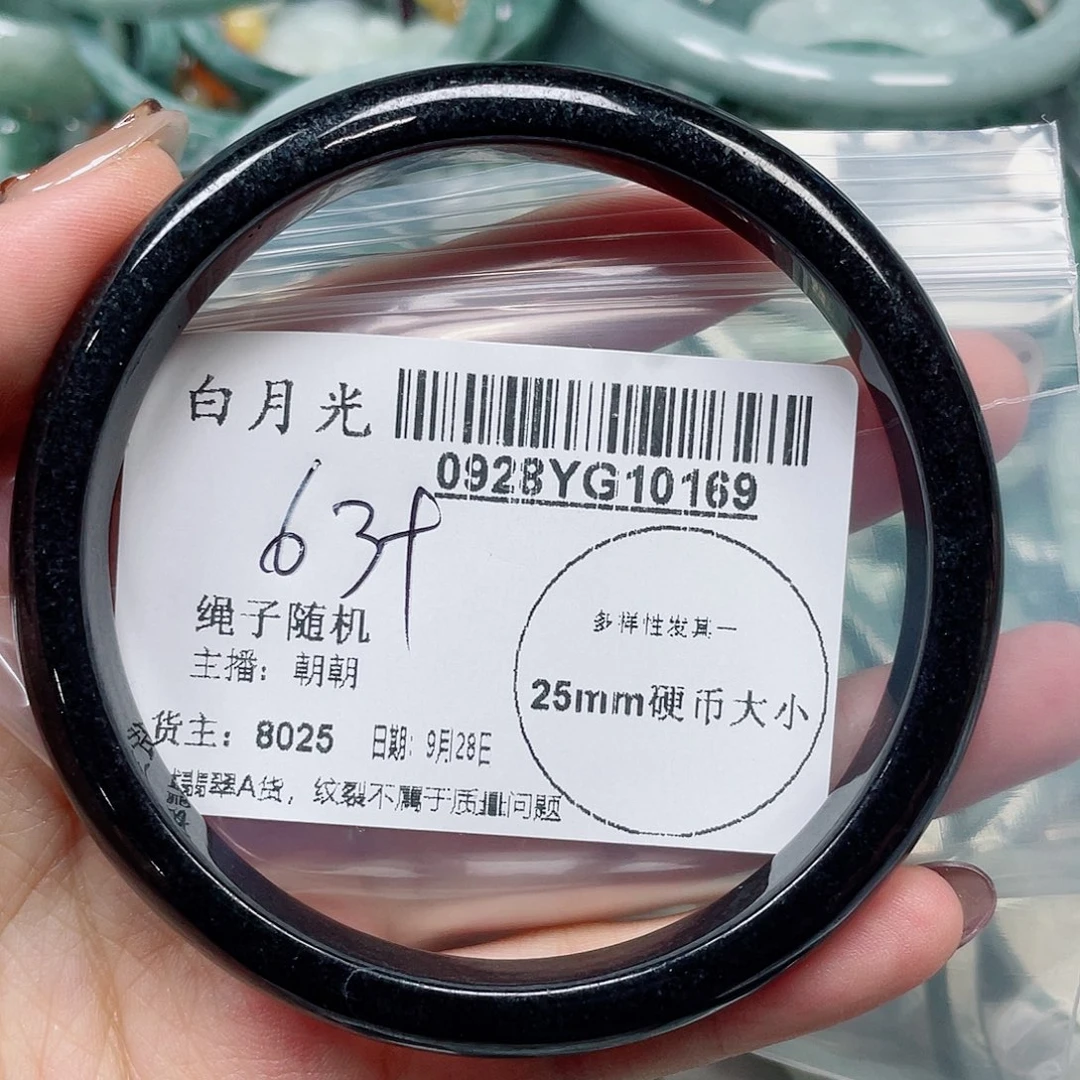 白月光
0928YG10169
634
绳子随机
主播：朝朝
货主：8025 日期：9月28日
翡翠A货，纹裂不属于质量问题
多样性发其一
25mm硬币大小